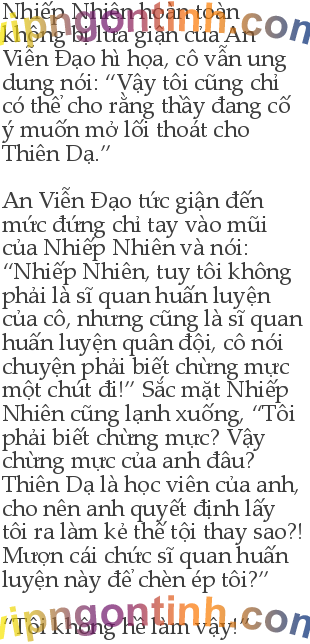 Nhiếp Nhiên hoàn toàn
không bị lửa giận của An
Viễn Đạo hì họa, cô vẫn ung
dung nói: “Vậy tôi cũng chỉ
có thể cho rằng thầy đang cố
ý muốn mở lối thoát cho
Thiên Dạ.”
An Viễn Đạo tức giận đến
mức đứng chỉ tay vào mũi
của Nhiếp Nhiên và nói:
“Nhiếp Nhiên, tuy tôi không
phải là sĩ quan huấn luyện
của cô, nhưng cũng là sĩ quan
huấn luyện quân đội, cô nói
chuyện phải biết chừng mực
một chút đi!” Sắc mặt Nhiếp
Nhiên cũng lạnh xuống, “Tôi
phải biết chừng mực? Vậy
chừng mực của anh đâu?
Thiên Dạ là học viên của anh,
cho nên anh quyết định lấy
tôi ra làm kẻ thế tội thay sao?!
Mượn cái chức sĩ quan huấn
luyện này để chèn ép tôi?”
“Tôi không hề làm vậy!”
vipngontinh.com
vipngontinh.com